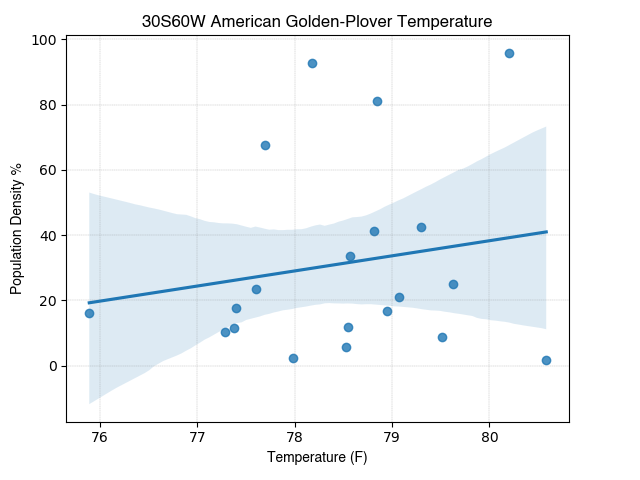 30S60W American Golden-Plover Temperature
100
80
60
40
20
0
Population Density %
76 77 78 79 80
Temperature (F)